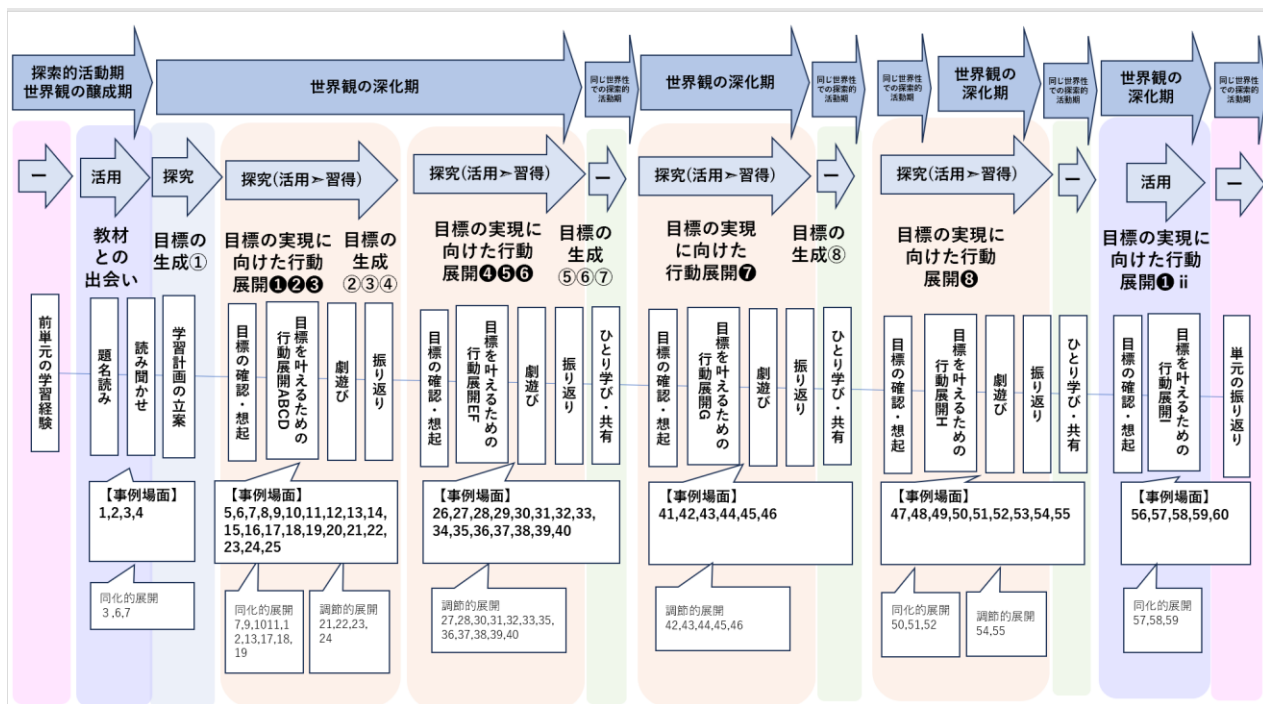 探索的活動期
世界観の醸成期
世界観の深化期
同じ世界性
での探索的
活動期
世界観の深化期
同じ世界性
での探索的
活動期
同じ世界性
での探索的
活動期
世界観の
深化期
同じ世界性
での探索的
活動期
世界観の
深化期
同じ世界性
での探索的
活動期
ー
活用
探究
探究(活用➣習得)
探究(活用➣習得)
ー
探究(活用➣習得)
ー
探究(活用➣習得)
ー
活用
ー
教材
との
出会い
目標の
生成①
目標の実現に
向けた行動
展開❶❷❸
目標の
生成
②③④
目標の実現に
向けた行動
展開❹❺❻
目標の
生成
⑤⑥⑦
目標の実現
に向けた
行動展開❼
目標の
生成⑧
目標の実現に
向けた行動
展開❽
目標の実現に
向けた行動
展開❶ⅱ
前単元の学習経験
題名読み
読み聞かせ
学習計画の立案
目標の確認・想起
目標を叶えるための
行動展開ABCD
劇遊び
振り返り
目標の確認・想起
目標を叶えるための
行動展開EF
劇遊び
振り返り
ひとり学び・共有
目標の確認・想起
目標を叶えるための
行動展開G
劇遊び
振り返り
ひとり学び・共有
目標の確認・想起
目標を叶えるための
行動展開H
劇遊び
振り返り
ひとり学び・共有
目標の確認・想起
目標を叶えるための
行動展開I
単元の振り返り
【事例場面】
1,2,3,4
【事例場面】
5,6,7,8,9,10,11,12,13,14,
15,16,17,18,19,20,21,22,
23,24,25
【事例場面】
26,27,28,29,30,31,32,33,
34,35,36,37,38,39,40
【事例場面】
41,42,43,44,45,46
【事例場面】
47,48,49,50,51,52,53,54,55
【事例場面】
56,57,58,59,60
同化的展開
３,6,7
同化的展開
7,9,1011,1
2,13,17,18,
19
調節的展開
21,22,23,
24
調節的展開
27,28,30,31,32,33,35,
36,37,38,39,40
調節的展開
42,43,44,45,46
同化的展開
50,51,52
調節的展開
54,55
同化的展開
57,58,59